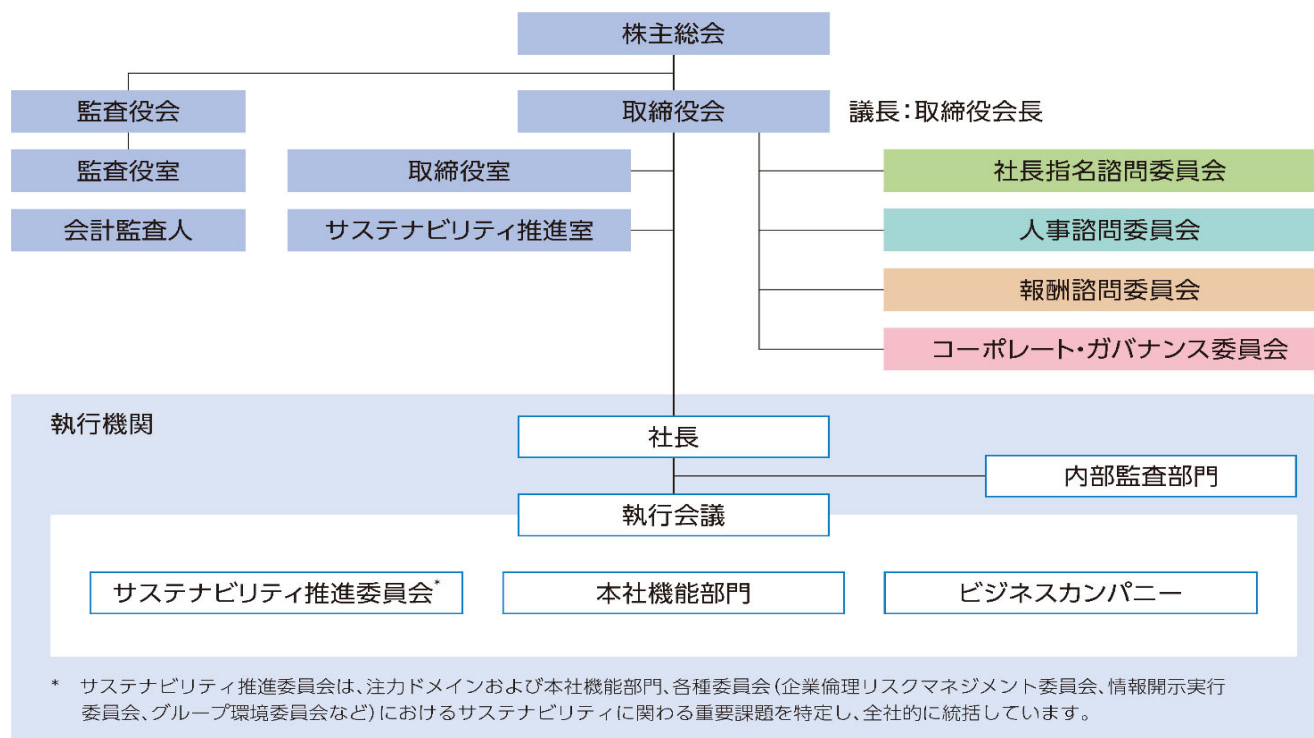 株主総会
監査役会
取締役会
議長:取締役会長
監査役室
取締役室
社長指名諮問委員会
会計監査人
サステナビリティ推進室
人事諮問委員会
報酬諮問委員会
コーポレート・ガバナンス委員会
執行機関
社長
内部監査部門
執行会議
サステナビリティ推進委員会*
本社機能部門
ビジネスカンパニー
* サステナビリティ推進委員会は、注力ドメインおよび本社機能部門、各種委員会(企業倫理リスクマネジメント委員会、情報開示実行
委員会、グループ環境委員会など)におけるサステナビリティに関わる重要課題を特定し、全社的に統括しています。